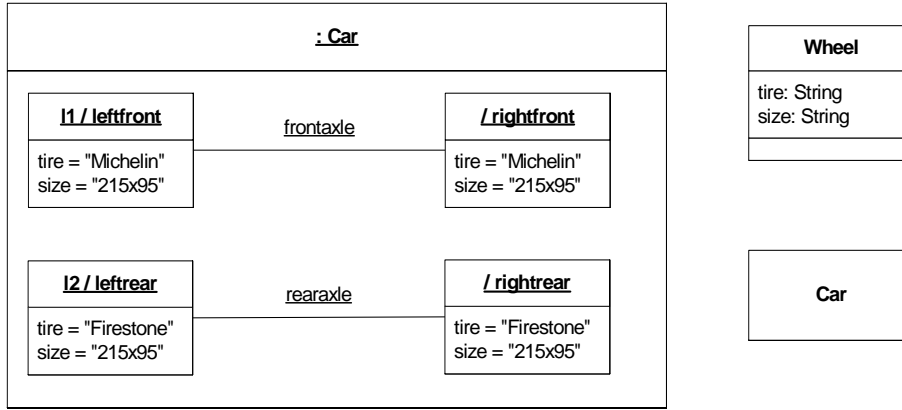 : Car
l1 / leftfront
tire = "Michelin"
size = "215x95"
frontaxle
/ rightfront
tire = "Michelin"
size = "215x95"
l2 / leftrear
tire = "Firestone"
size = "215x95"
rearaxle
/ rightrear
tire = "Firestone"
size = "215x95"
Wheel
tire: String
size: String
Car